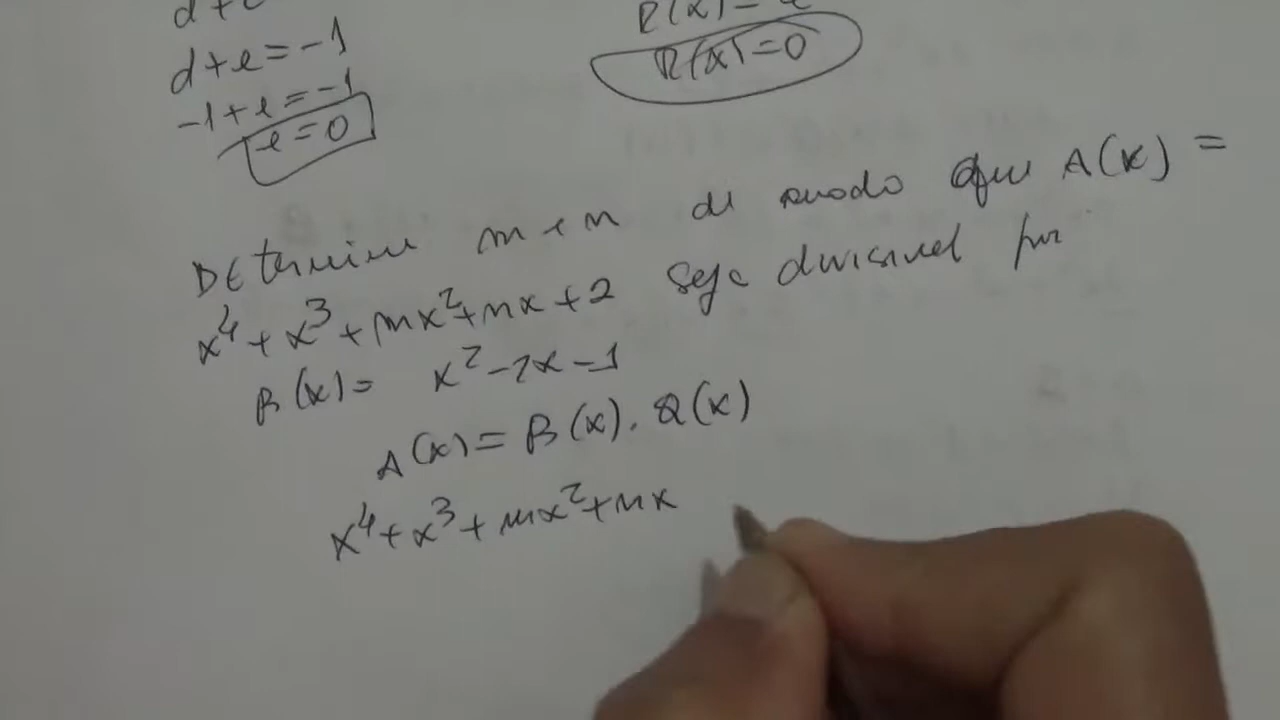 d+e=-1
-1+e=-1
e=0
R(x)=0
Determine m e n de modo que A(x) =
x⁴+x³+mx²+nx+2 seja divisível por
B(x)= x²-2x-1
A(x)=B(x).Q(x)
x⁴+x³+mx²+nx